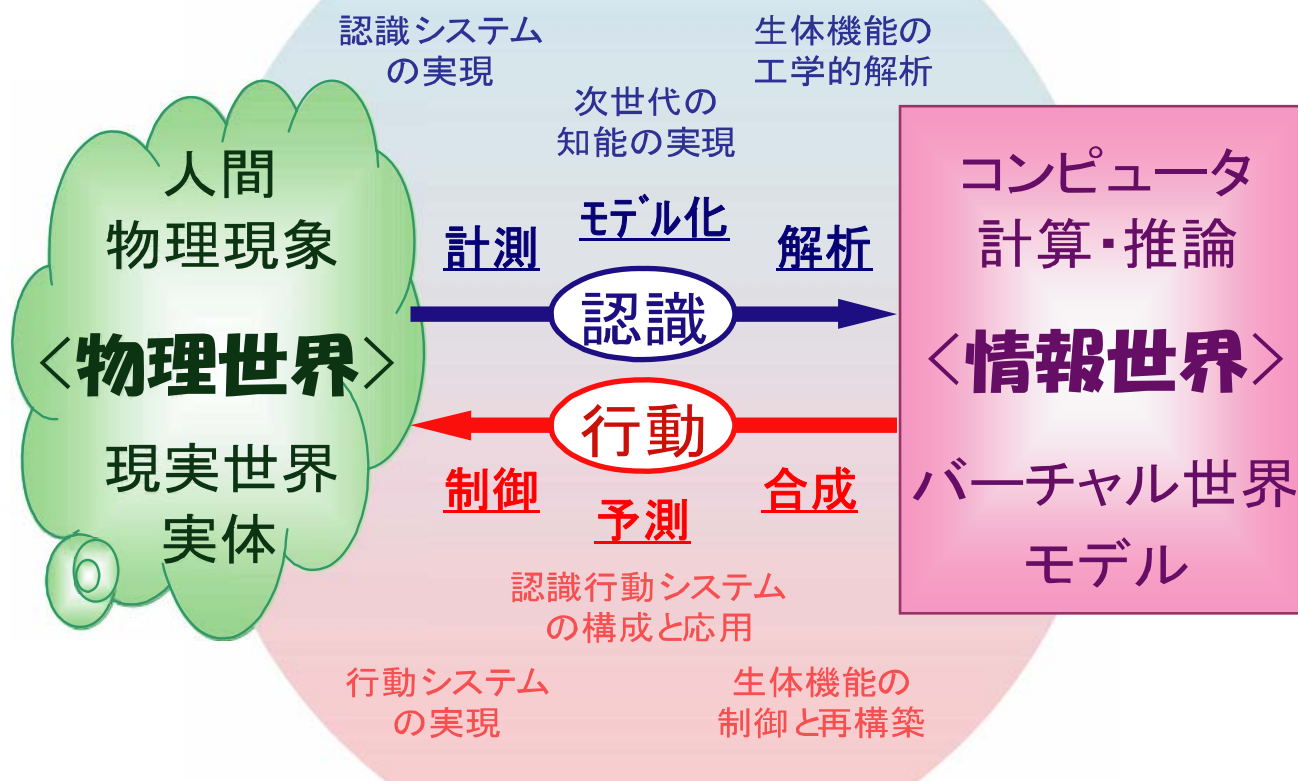 認識システム
の実現
生体機能の
工学的解析
次世代の
知能の実現
人間
物理現象
<物理世界>
現実世界
実体
計測
モデル化
解析
認識
行動
制御
予測
合成
コンピュータ
計算・推論
<情報世界>
バーチャル世界
モデル
認識行動システム
の構成と応用
行動システム
の実現
生体機能の
制御と再構築